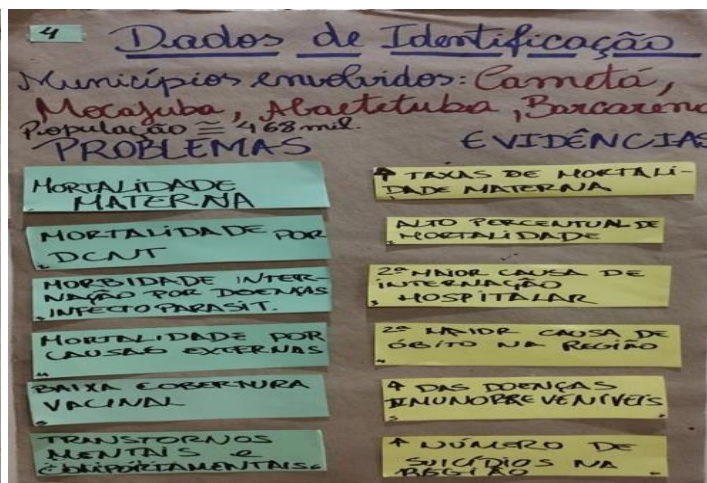 4
Dados de Identificação
Municípios envolvidos: Cametá,
Mocajuba, Abaetetuba, Barcarena
População ≅ 468 mil.
PROBLEMAS EVIDÊNCIAS
MORTALIDADE
MATERNA
↑ TAXAS DE MORTALI-
DADE MATERNA
MORTALIDADE POR
DCNT
ALTO PERCENTUAL DE
MORTALIDADE
MORBIDADE INTER-
NAÇÃO POR DOENÇAS
INFECTO PARASIT.
2ª MAIOR CAUSA DE
INTERNAÇÃO
HOSPITALAR
MORTALIDADE POR
CAUSAS EXTERNAS
2ª MAIOR CAUSA DE
ÓBITO NA REGIÃO
BAIXA COBERTURA
VACINAL
↑ DAS DOENÇAS
IMUNOPREVENÍVEIS
TRANSTORNOS
MENTAIS e
COMPORTAMENTAIS
↑ NÚMERO DE
SUICÍDIOS NA
REGIÃO